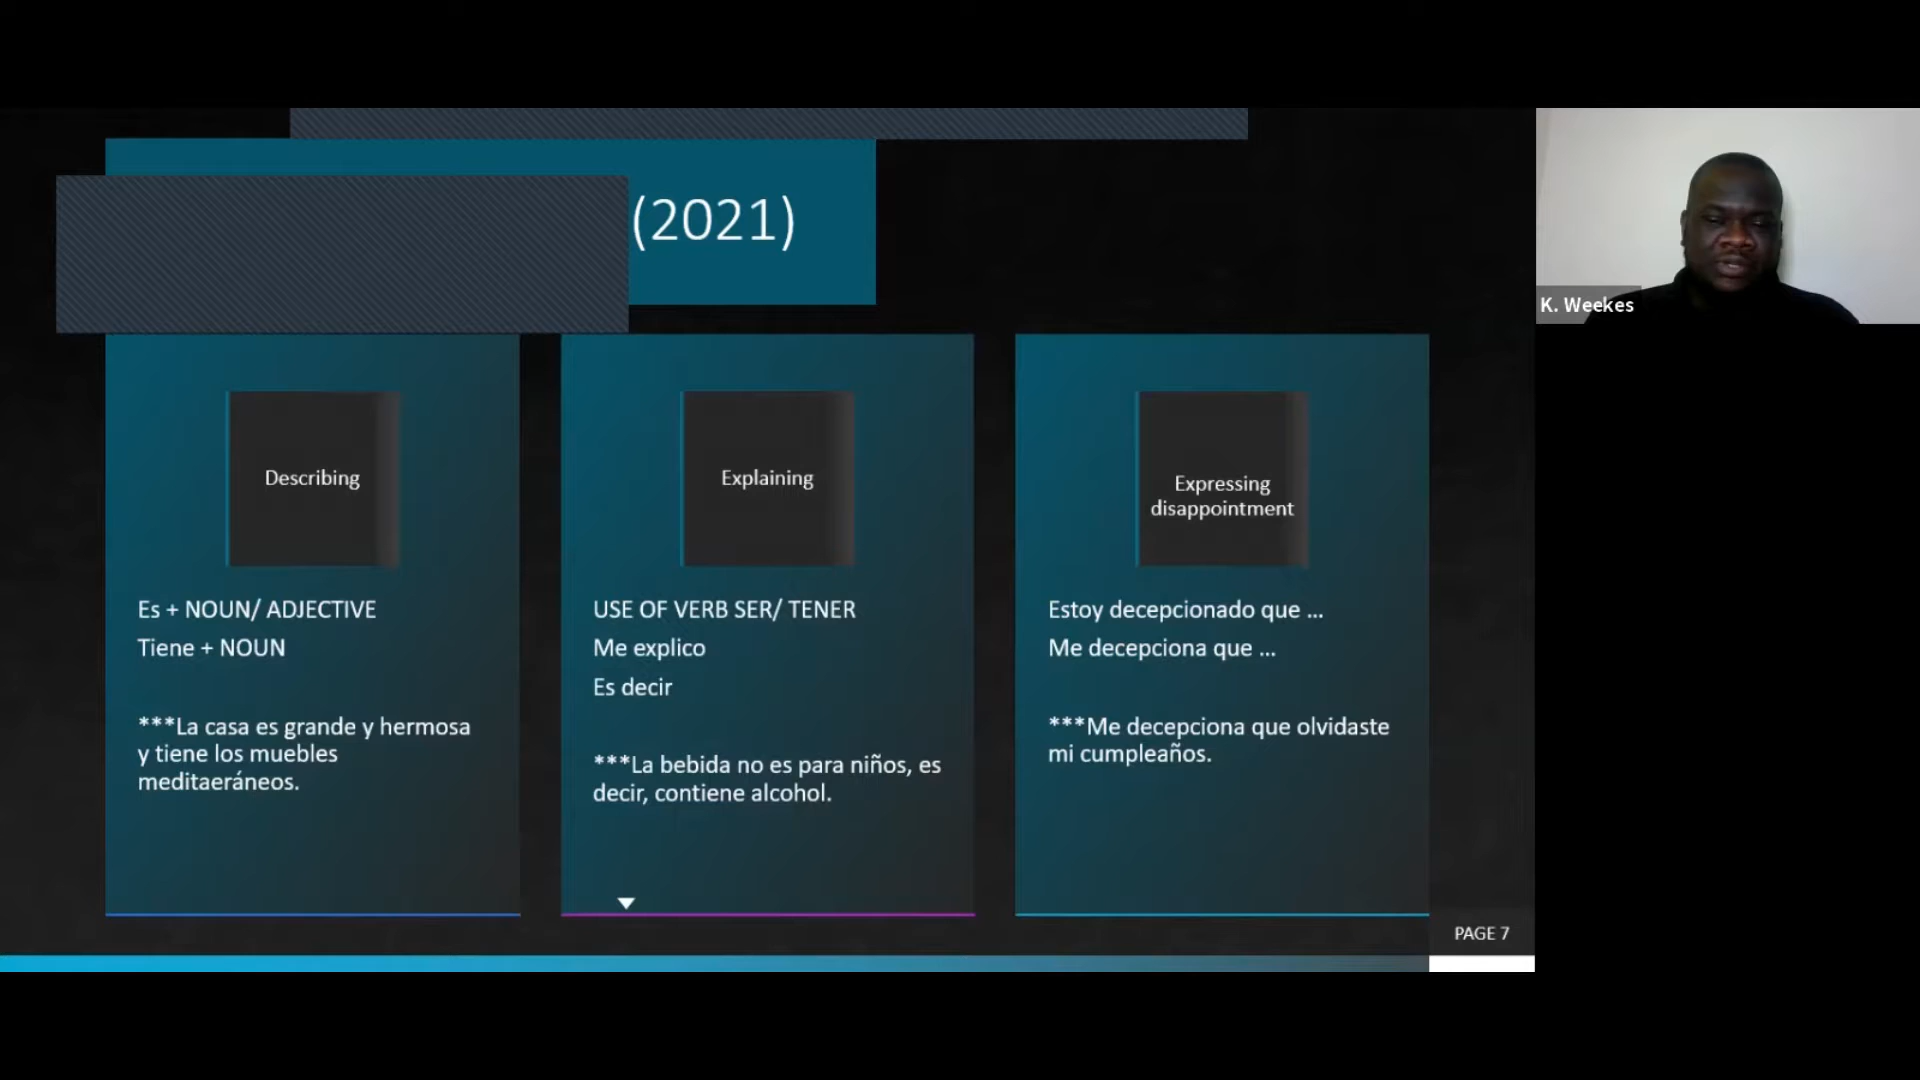 (2021)
K. Weekes
Describing
Es + NOUN/ ADJECTIVE
Tiene + NOUN
***La casa es grande y hermosa
y tiene los muebles
meditaeráneos.
Explaining
USE OF VERB SER/ TENER
Me explico
Es decir
***La bebida no es para niños, es
decir, contiene alcohol.
Expressing
disappointment
Estoy decepcionado que ...
Me decepciona que ...
***Me decepciona que olvidaste
mi cumpleaños.
PAGE 7